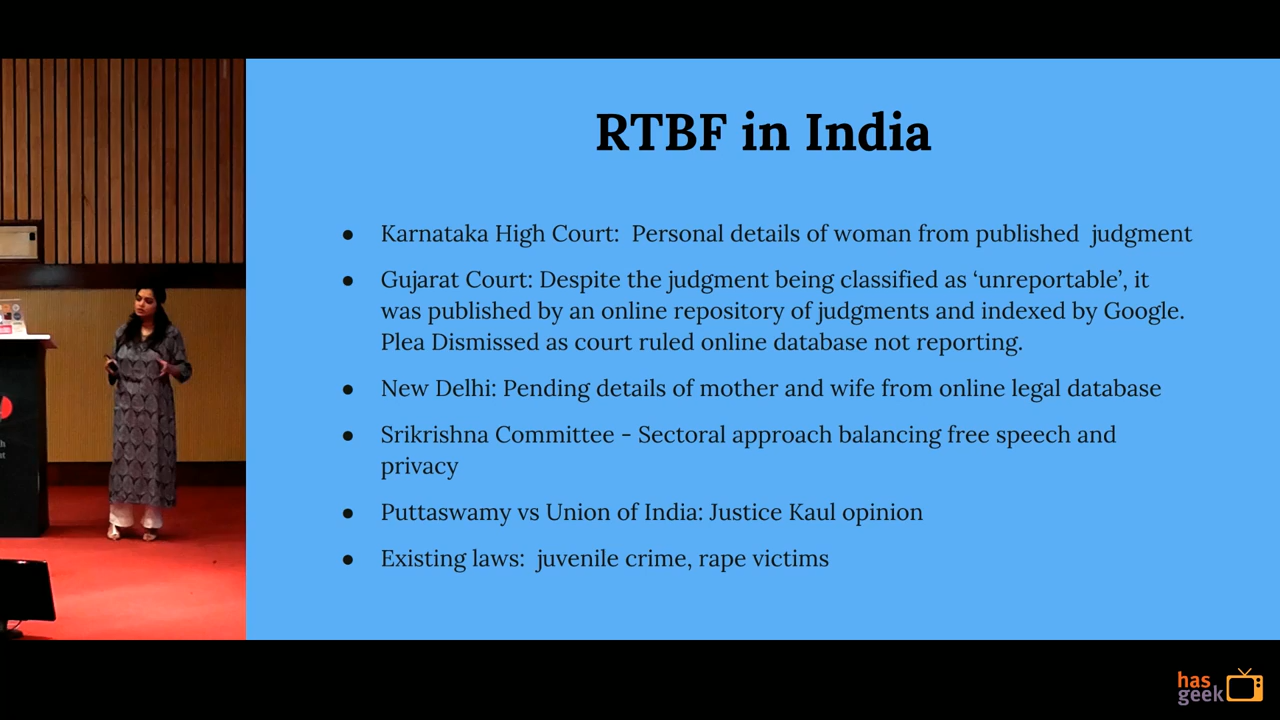 RTBF in India
● Karnataka High Court:  Personal details of woman from published  judgment
● Gujarat Court: Despite the judgment being classified as ‘unreportable’, it
was published by an online repository of judgments and indexed by Google.
Plea Dismissed as court ruled online database not reporting.
● New Delhi: Pending details of mother and wife from online legal database
● Srikrishna Committee - Sectoral approach balancing free speech and
privacy
● Puttaswamy vs Union of India: Justice Kaul opinion
● Existing laws:  juvenile crime, rape victims
has
geek